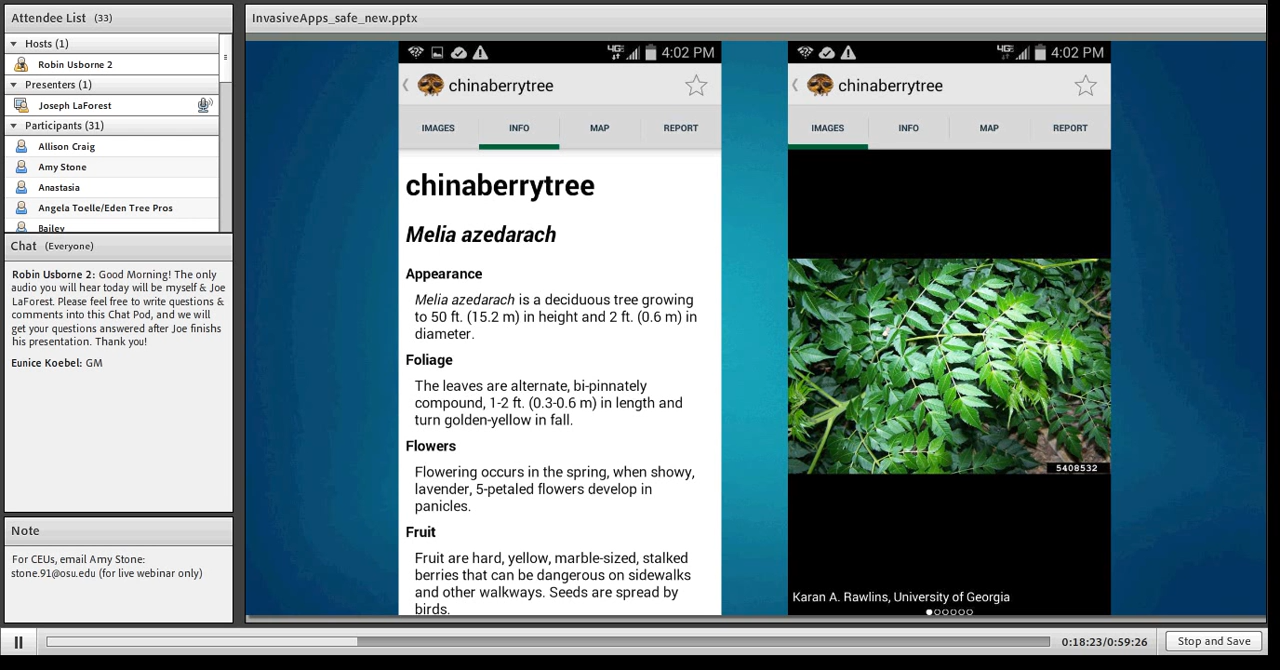 Attendee List (33)
Hosts (1)
Robin Usborne 2
Presenters (1)
Joseph LaForest
Participants (31)
Allison Craig
Amy Stone
Anastasia
Angela Toelle/Eden Tree Pros
Bailey
Chat (Everyone)
Robin Usborne 2: Good Morning! The only
audio you will hear today will be myself & Joe
LaForest. Please feel free to write questions &
comments into this Chat Pod, and we will
get your questions answered after Joe finishs
his presentation. Thank you!
Eunice Koebel: GM
Note
For CEUs, email Amy Stone:
stone.91@osu.edu (for live webinar only)
InvasiveApps_safe_new.pptx
4G 4:02 PM
chinaberrytree
IMAGES INFO MAP REPORT
chinaberrytree
Melia azedarach
Appearance
Melia azedarach is a deciduous tree growing
to 50 ft. (15.2 m) in height and 2 ft. (0.6 m) in
diameter.
Foliage
The leaves are alternate, bi-pinnately
compound, 1-2 ft. (0.3-0.6 m) in length and
turn golden-yellow in fall.
Flowers
Flowering occurs in the spring, when showy,
lavender, 5-petaled flowers develop in
panicles.
Fruit
Fruit are hard, yellow, marble-sized, stalked
berries that can be dangerous on sidewalks
and other walkways. Seeds are spread by
birds.
4G 4:02 PM
chinaberrytree
IMAGES INFO MAP REPORT
5408532
Karan A. Rawlins, University of Georgia
0:18:23/0:59:26
Stop and Save